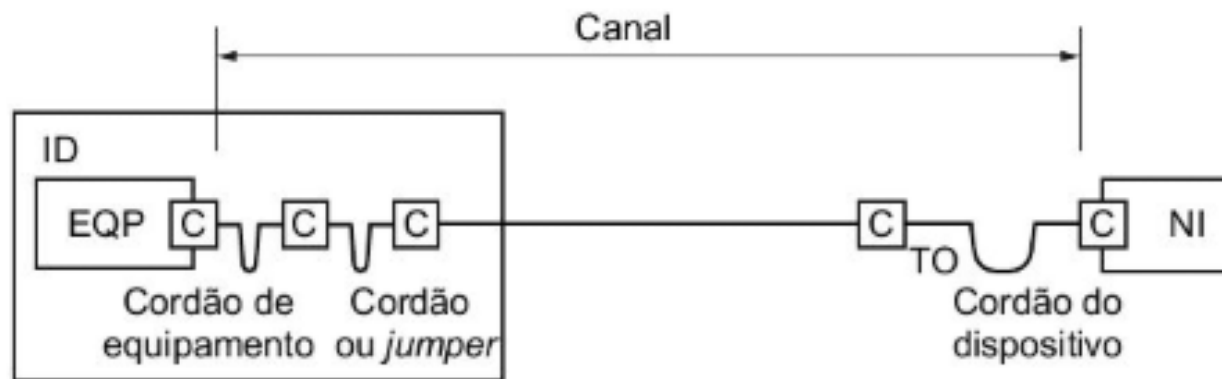 Canal
ID
EQP
C
C
C
C
TO
C
NI
Cordão de
equipamento
Cordão
ou jumper
Cordão do
dispositivo